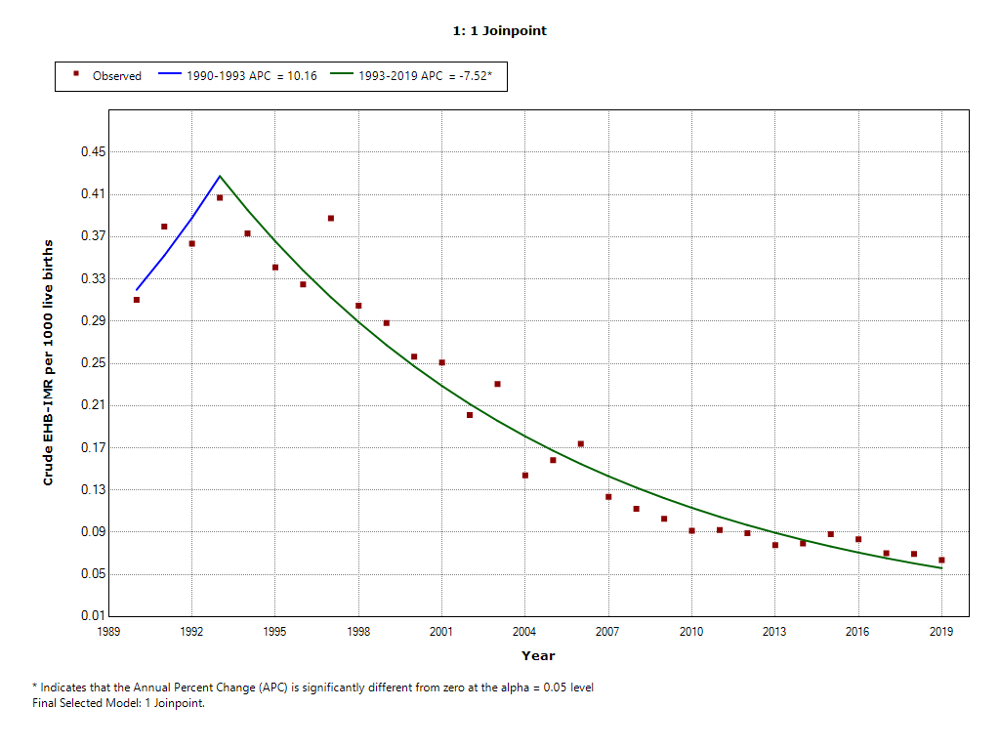 1: 1 Joinpoint
Observed 1990-1993 APC = 10.16 1993-2019 APC = -7.52*
Crude EHB-IMR per 1000 live births
0.45
0.41
0.37
0.33
0.29
0.25
0.21
0.17
0.13
0.09
0.05
0.01
1989 1992 1995 1998 2001 2004 2007 2010 2013 2016 2019
Year
* Indicates that the Annual Percent Change (APC) is significantly different from zero at the alpha = 0.05 level
Final Selected Model: 1 Joinpoint.